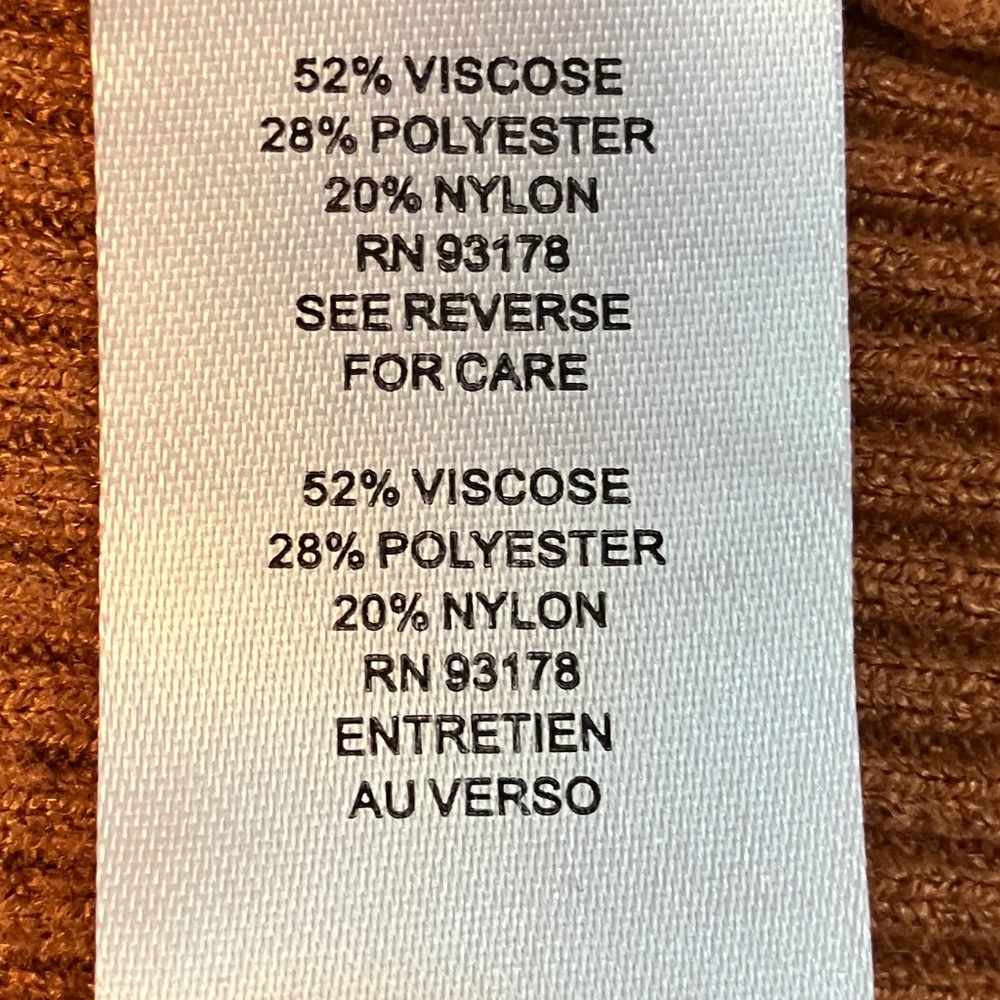 52% VISCOSE
28% POLYESTER
20% NYLON
RN 93178
SEE REVERSE
FOR CARE
52% VISCOSE
28% POLYESTER
20% NYLON
RN 93178
ENTRETIEN
AU VERSO